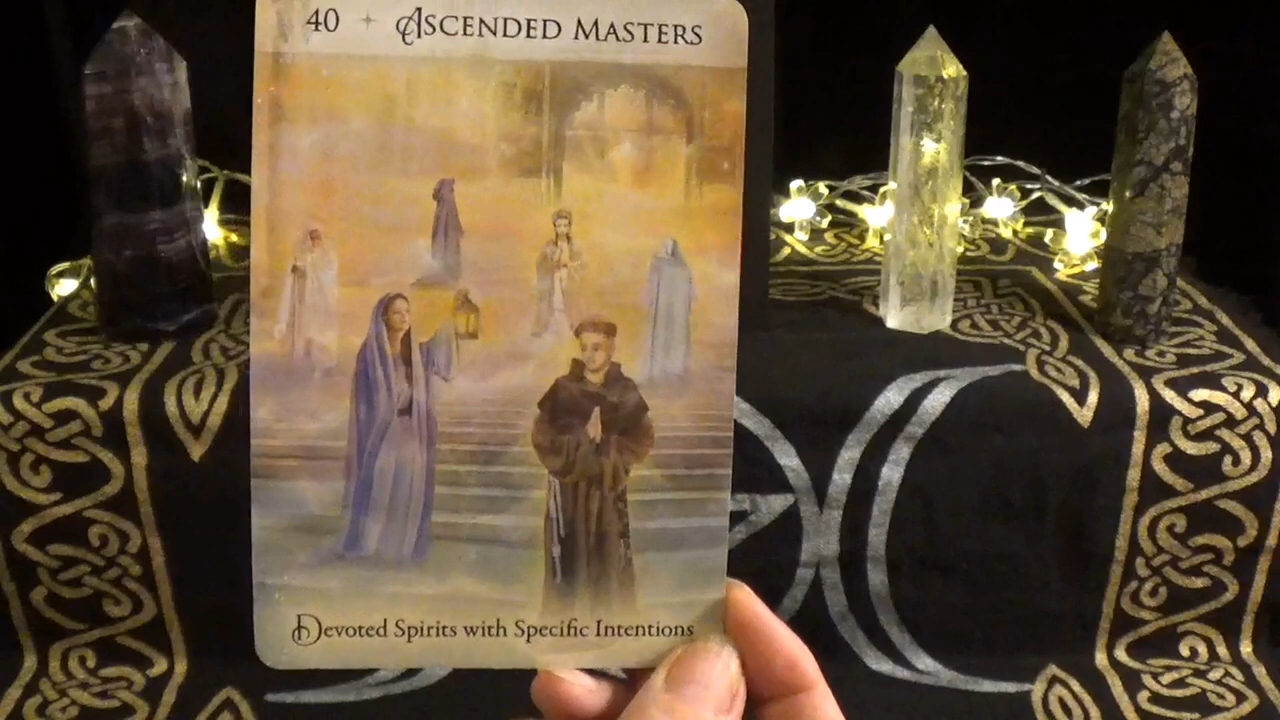 40 ✦ Ascended Masters
Devoted Spirits with Specific Intentions